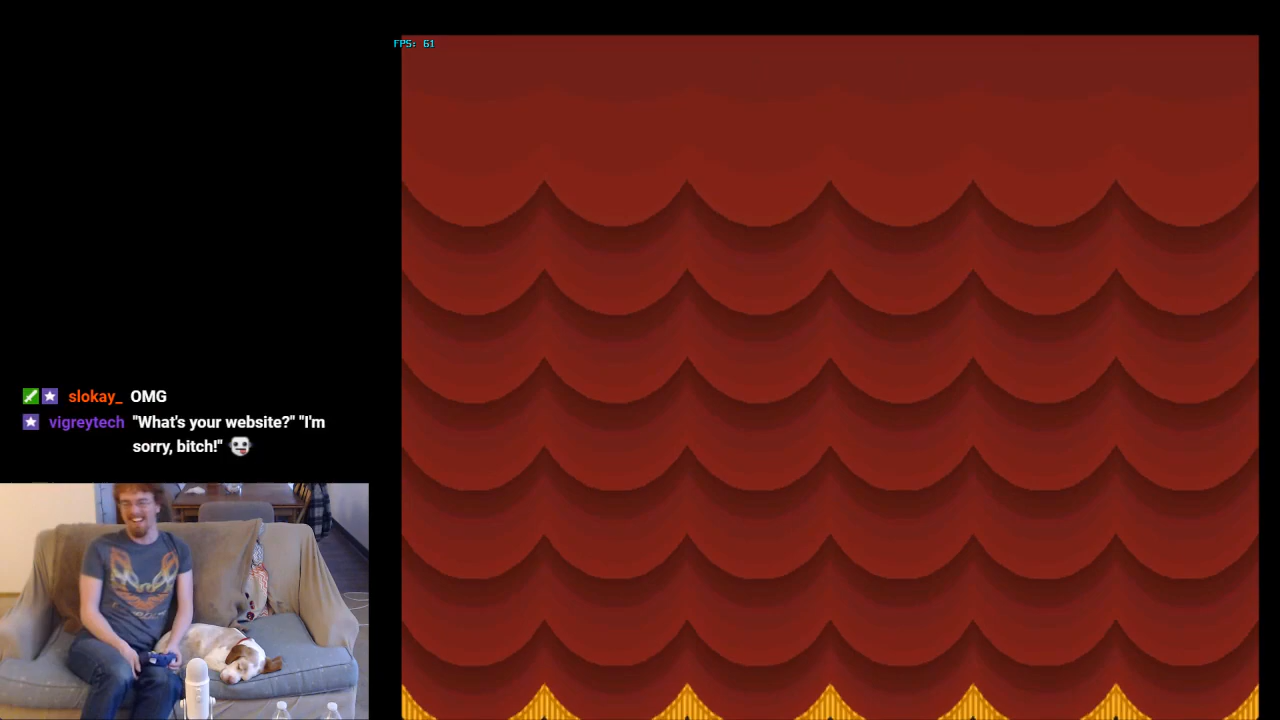 FPS: 61
slokay_ OMG
vigreytech "What's your website?" "I'm
sorry, bitch!"